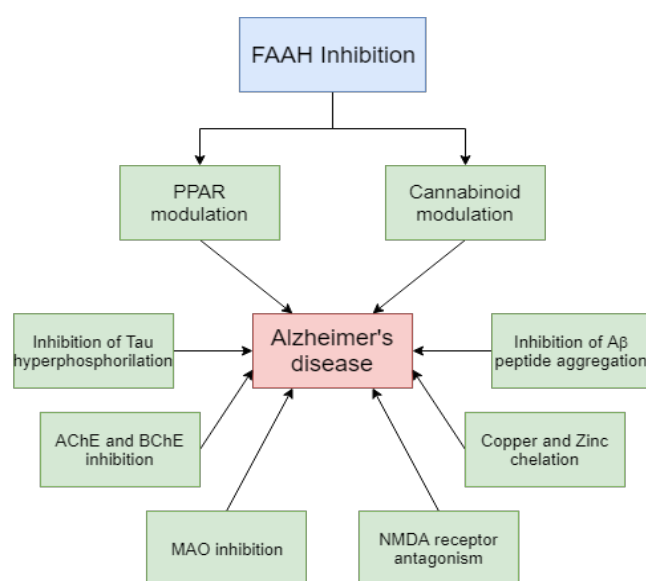 FAAH Inhibition
PPAR
modulation
Cannabinoid
modulation
Alzheimer's
disease
Inhibition of Tau
hyperphosphorilation
Inhibition of Aβ
peptide aggregation
AChE and BChE
inhibition
Copper and Zinc
chelation
MAO inhibition
NMDA receptor
antagonism